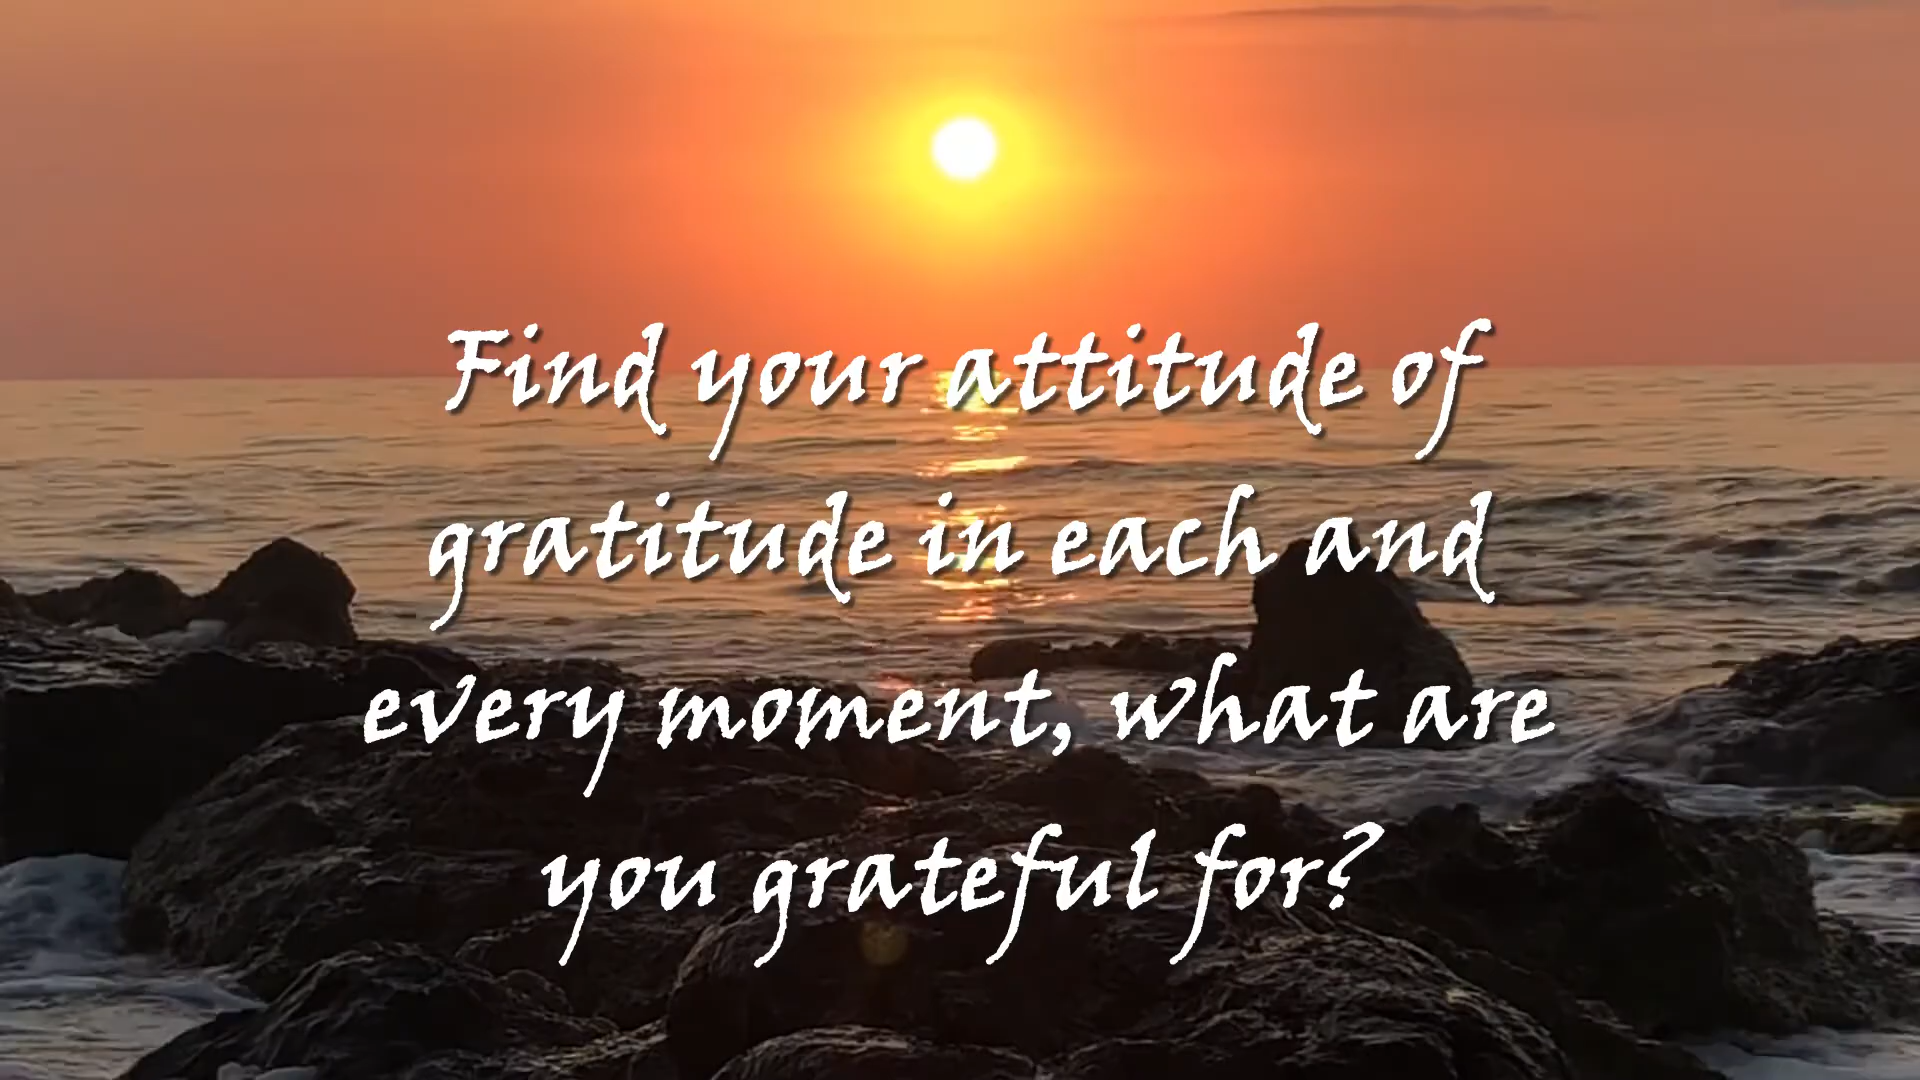 Find your attitude of
gratitude in each and
every moment, what are
you grateful for?